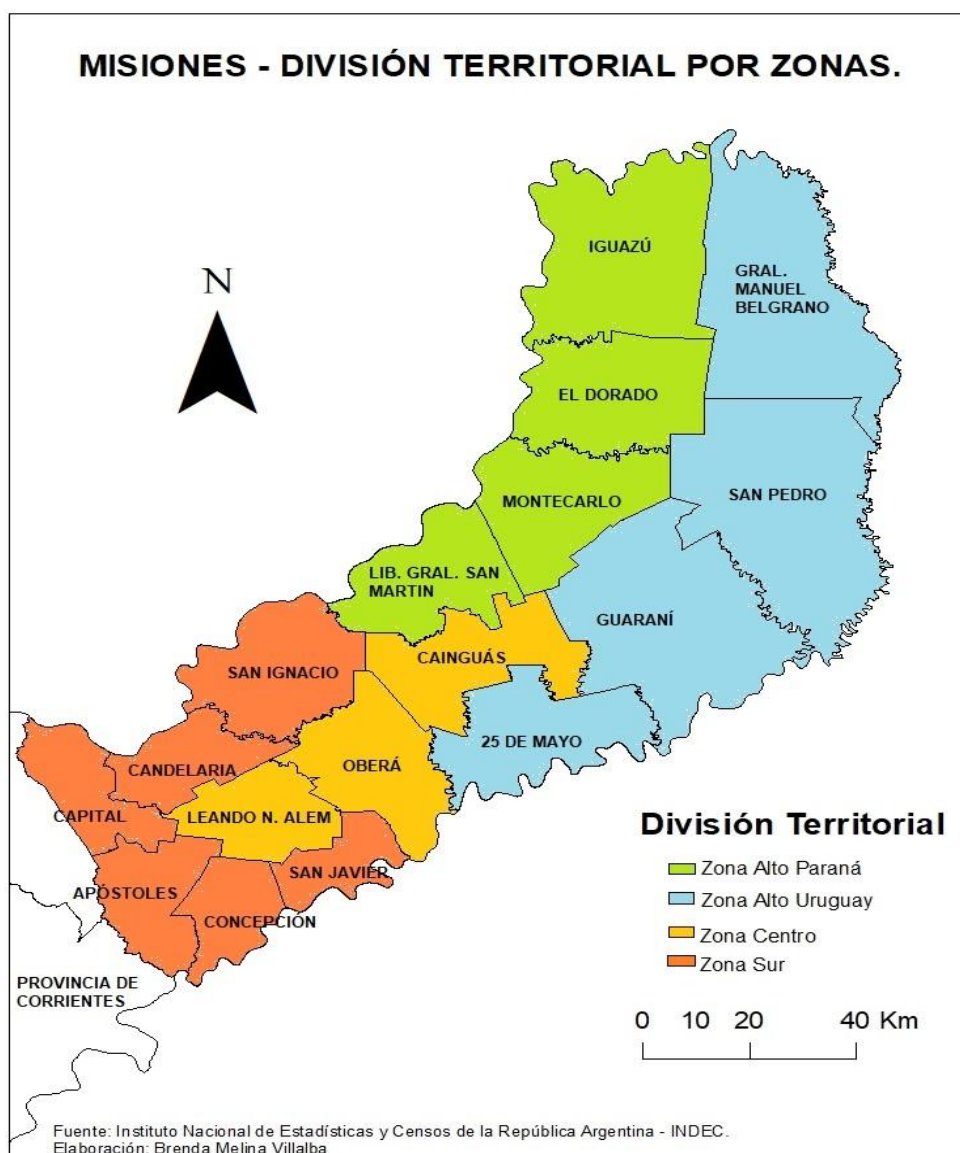 MISIONES - DIVISIÓN TERRITORIAL POR ZONAS.
N
IGUAZÚ
GRAL.
MANUEL
BELGRANO
EL DORADO
MONTECARLO
SAN PEDRO
LIB. GRAL. SAN
MARTIN
GUARANÍ
CAINGUÁS
SAN IGNACIO
25 DE MAYO
OBERÁ
CANDELARIA
CAPITAL
LEANDO N. ALEM
SAN JAVIER
APÓSTOLES
CONCEPCIÓN
PROVINCIA DE
CORRIENTES
División Territorial
Zona Alto Paraná
Zona Alto Uruguay
Zona Centro
Zona Sur
0 10 20 40 Km
Fuente: Instituto Nacional de Estadísticas y Censos de la República Argentina - INDEC.
Elaboración: Brenda Melina Villalba